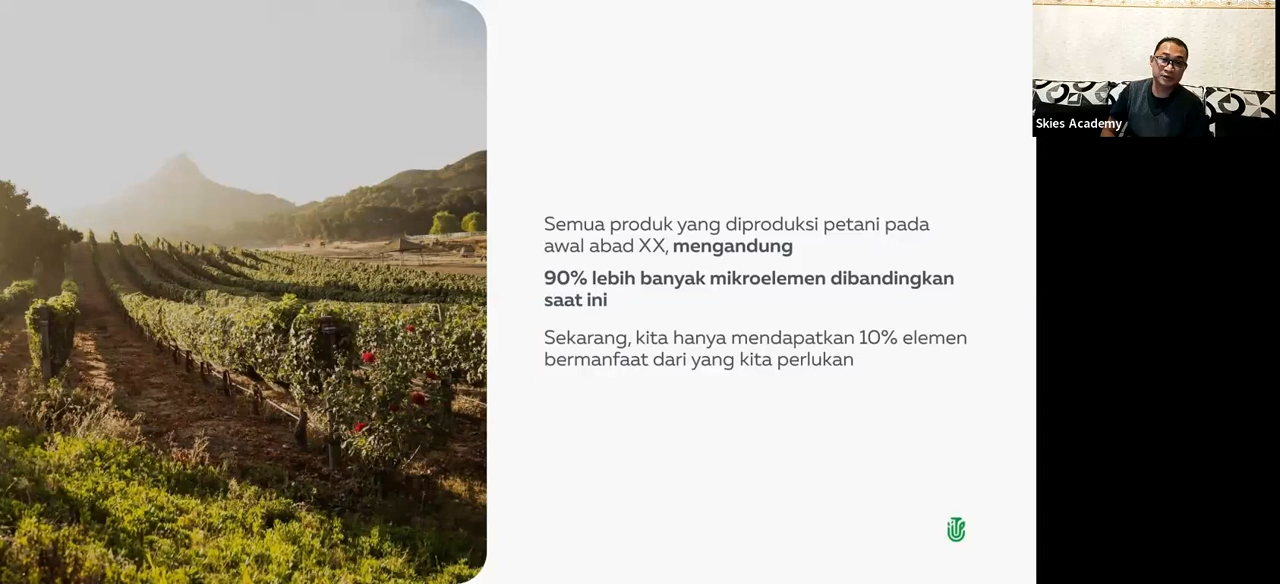 Semua produk yang diproduksi petani pada
awal abad XX, mengandung
90% lebih banyak mikroelemen dibandingkan
saat ini
Sekarang, kita hanya mendapatkan 10% elemen
bermanfaat dari yang kita perlukan
Skies Academy